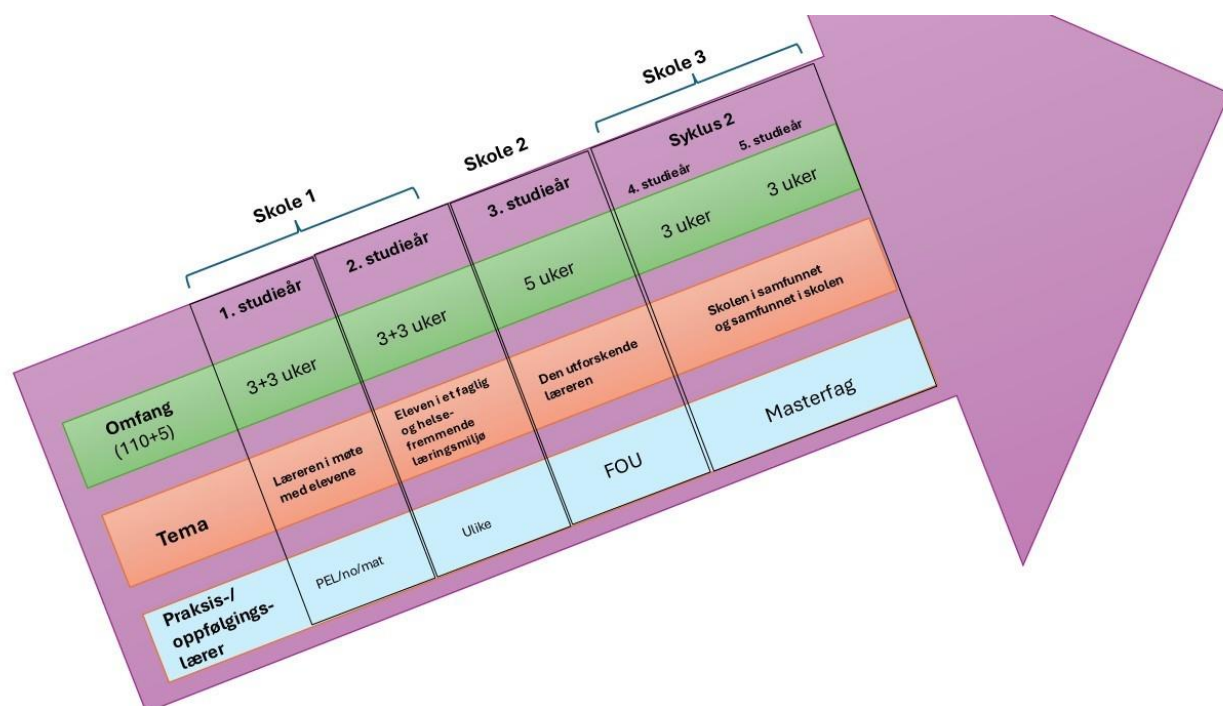 Skole 1
Skole 2
Skole 3
1. studieår
2. studieår
3. studieår
Syklus 2
4. studieår
5. studieår
Omfang
(110+5)
3+3 uker
3+3 uker
5 uker
3 uker
3 uker
Tema
Læreren i møte
med elevene
Eleven i et faglig
og helse-
fremmende
læringsmiljø
Den utforskende
læreren
Skolen i samfunnet
og samfunnet i skolen
Praksis-/
oppfølgings-
lærer
PEL/no/mat
Ulike
FOU
Masterfag